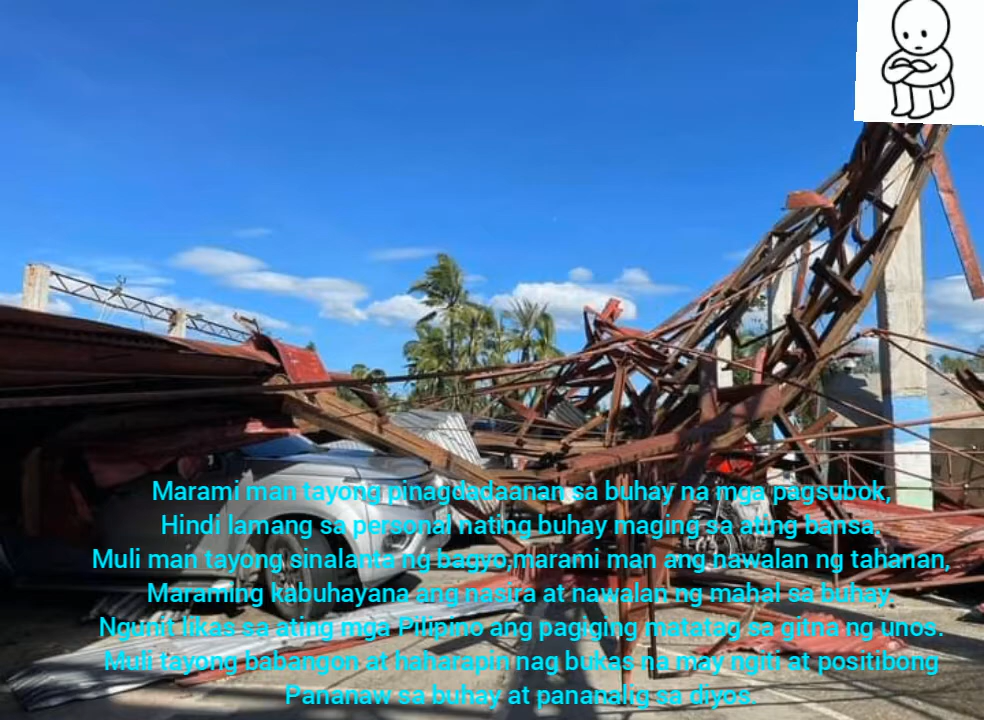 Marami man tayong pinagdadaanan sa buhay na mga pagsubok,
Hindi lamang sa personal nating buhay maging sa ating bansa.
Muli man tayong sinalanta ng bagyo,marami man ang nawalan ng tahanan,
Maraming kabuhayana ang nasira at nawalan ng mahal sa buhay.
Ngunit likas sa ating mga Pilipino ang pagiging matatag sa gitna ng unos.
Muli tayong babangon at haharapin nag bukas na may ngiti at positibong
Pananaw sa buhay at pananalig sa diyos.